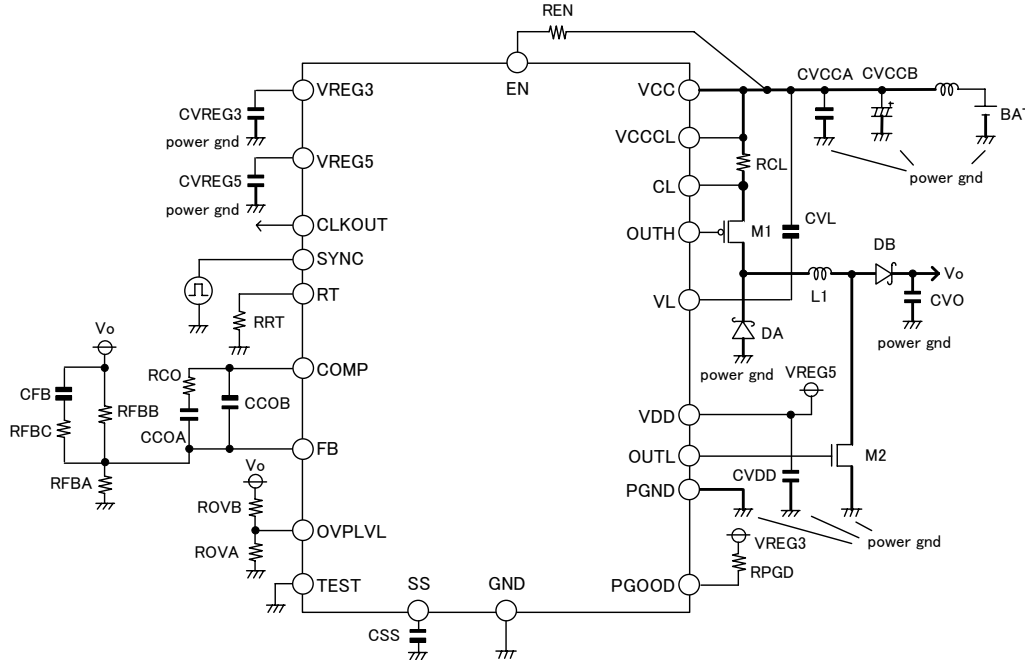 REN
EN
VREG3
CVREG3
power gnd
VREG5
CVREG5
power gnd
CLKOUT
SYNC
RT
RRT
Vo
COMP
RCO
CFB
RFBB
CCOB
RFBC
CCOA
FB
RFBA
Vo
ROVB
OVPLVL
ROVA
TEST
SS
GND
CSS
VCC
CVCCA
CVCCB
BAT
VCCCL
RCL
power gnd
CL
OUTH
M1
CVL
DB
Vo
VL
L1
CVO
DA
power gnd
power gnd
VREG5
VDD
OUTL
M2
CVDD
PGND
power gnd
VREG3
RPGD
PGOOD